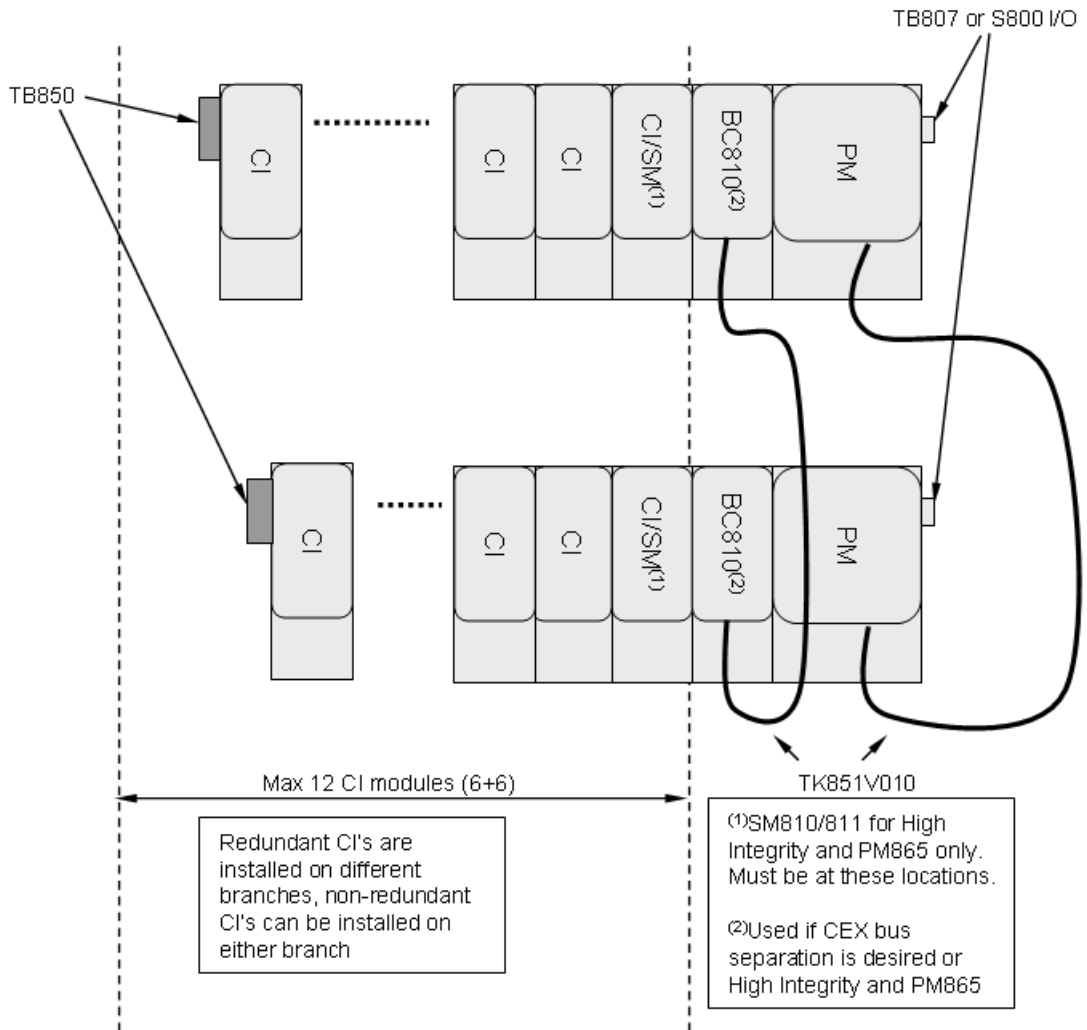 TB807 or S800 I/O
TB850
CI
CI
CI
CI/SM(1)
BC810(2)
PM
CI
CI
CI
CI/SM(1)
BC810(2)
PM
Max 12 CI modules (6+6)
TK851V010
Redundant CI's are
installed on different
branches, non-redundant
CI's can be installed on
either branch
(1)SM810/811 for High
Integrity and PM865 only.
Must be at these locations.
(2)Used if CEX bus
separation is desired or
High Integrity and PM865